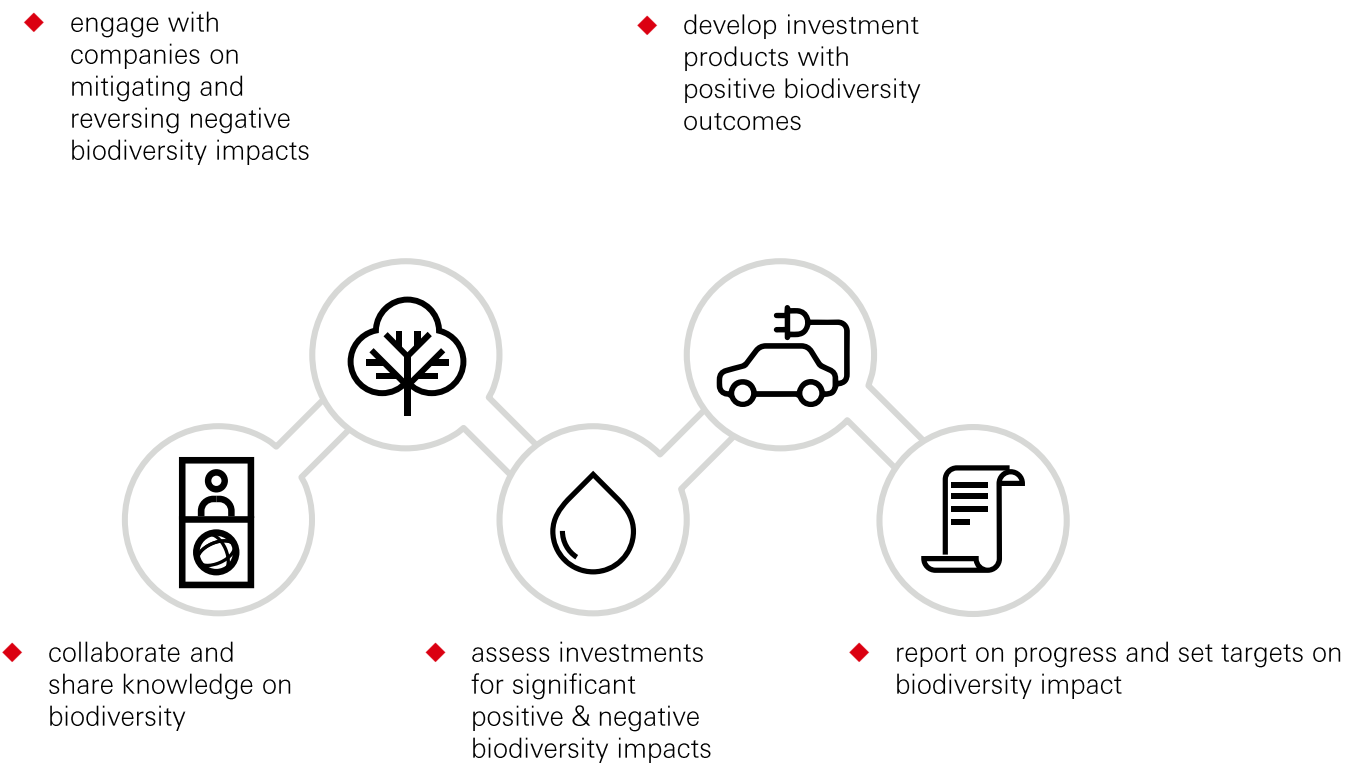 engage with
companies on
mitigating and
reversing negative
biodiversity impacts
develop investment
products with
positive biodiversity
outcomes
collaborate and
share knowledge on
biodiversity
assess investments
for significant
positive & negative
biodiversity impacts
report on progress and set targets on
biodiversity impact